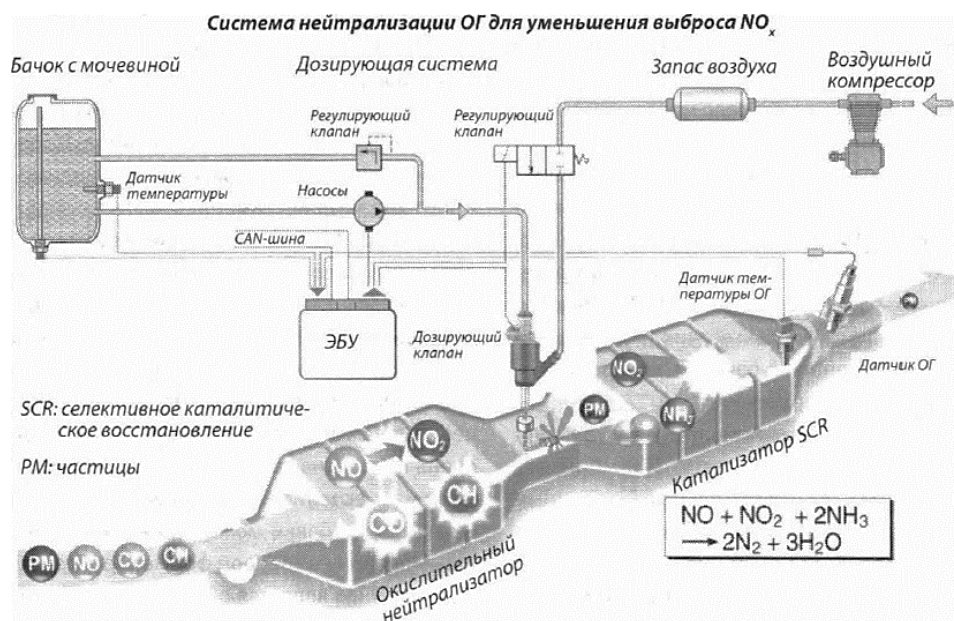 Система нейтрализации ОГ для уменьшения выброса NOx
Бачок с мочевиной
Дозирующая система
Запас воздуха
Воздушный
компрессор
Регулирующий
клапан
Регулирующий
клапан
Датчик
температуры
Насосы
CAN-шина
Датчик тем-
пературы ОГ
ЭБУ
Дозирующий
клапан
Датчик ОГ
SCR: селективное каталитиче-
ское восстановление
PM: частицы
NO2
PM
NH3
NO
NO2
CO
CH
Катализатор SCR
NO + NO2 + 2NH3
→ 2N2 + 3H2O
PM
NO
CO
CH
Окислительный
нейтрализатор